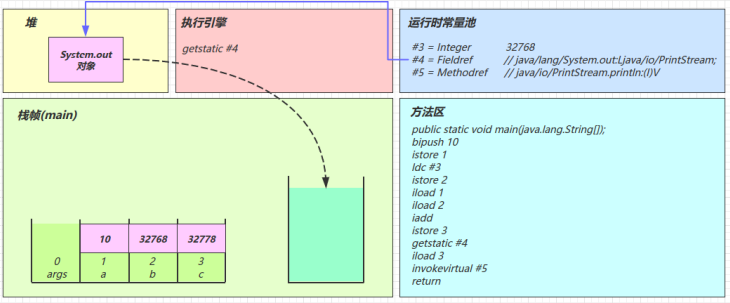 堆
System.out
对象
执行引擎
getstatic #4
运行时常量池
#3 = Integer 32768
#4 = Fieldref // java/lang/System.out:Ljava/io/PrintStream;
#5 = Methodref // java/io/PrintStream.println:(I)V
栈帧(main)
10 32768 32778
0 1 2 3
args a b c
方法区
public static void main(java.lang.String[]);
bipush 10
istore 1
ldc #3
istore 2
iload 1
iload 2
iadd
istore 3
getstatic #4
iload 3
invokevirtual #5
return